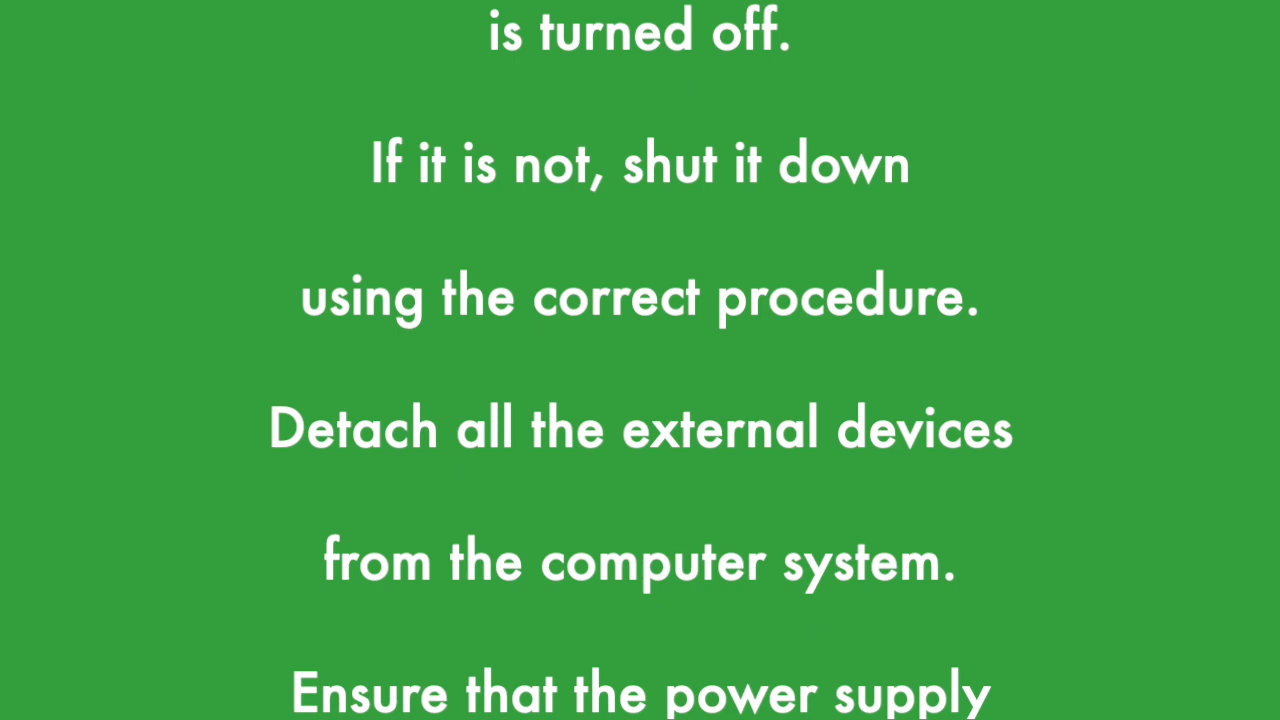 is turned off.
If it is not, shut it down
using the correct procedure.
Detach all the external devices
from the computer system.
Ensure that the power supply